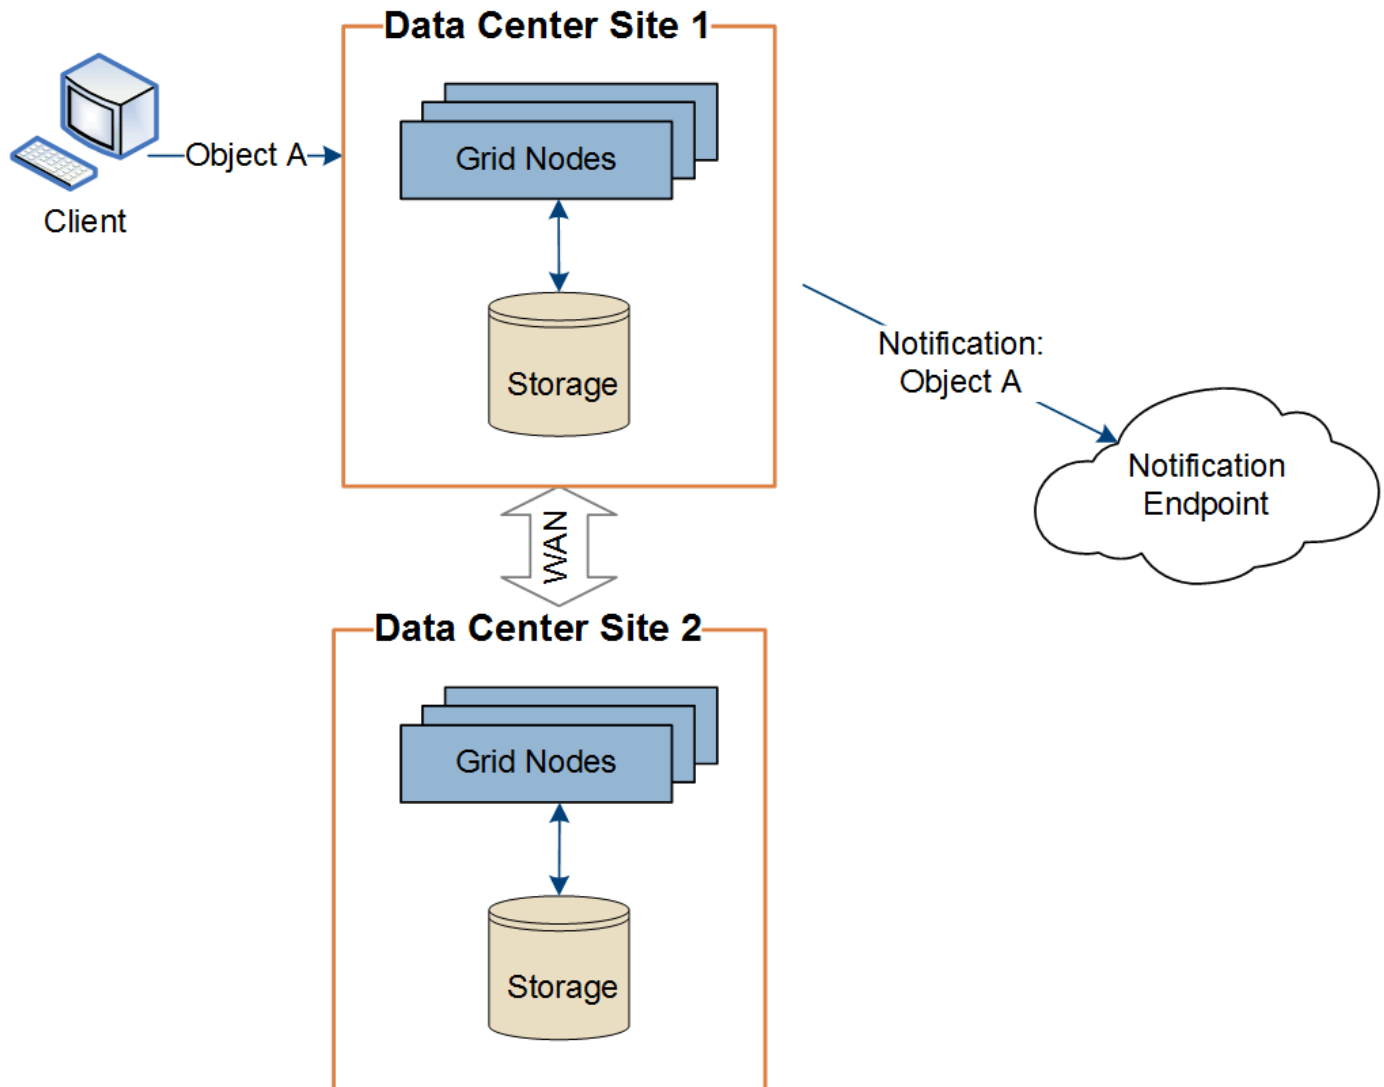 Data Center Site 1
Object A
Client
Grid Nodes
Storage
Notification:
Object A
Notification
Endpoint
WAN
Data Center Site 2
Grid Nodes
Storage